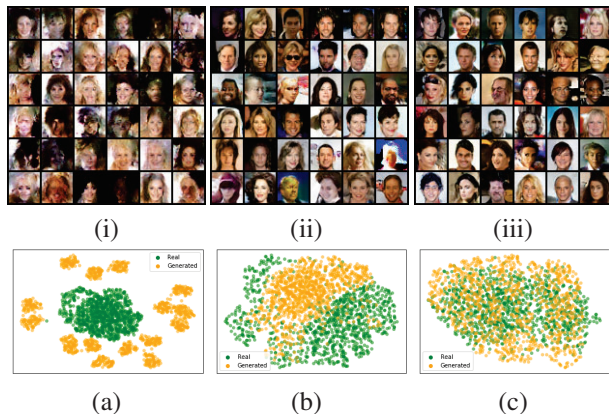 (i) (ii) (iii)
Real
Generated
Real
Generated
Real
Generated
(a) (b) (c)